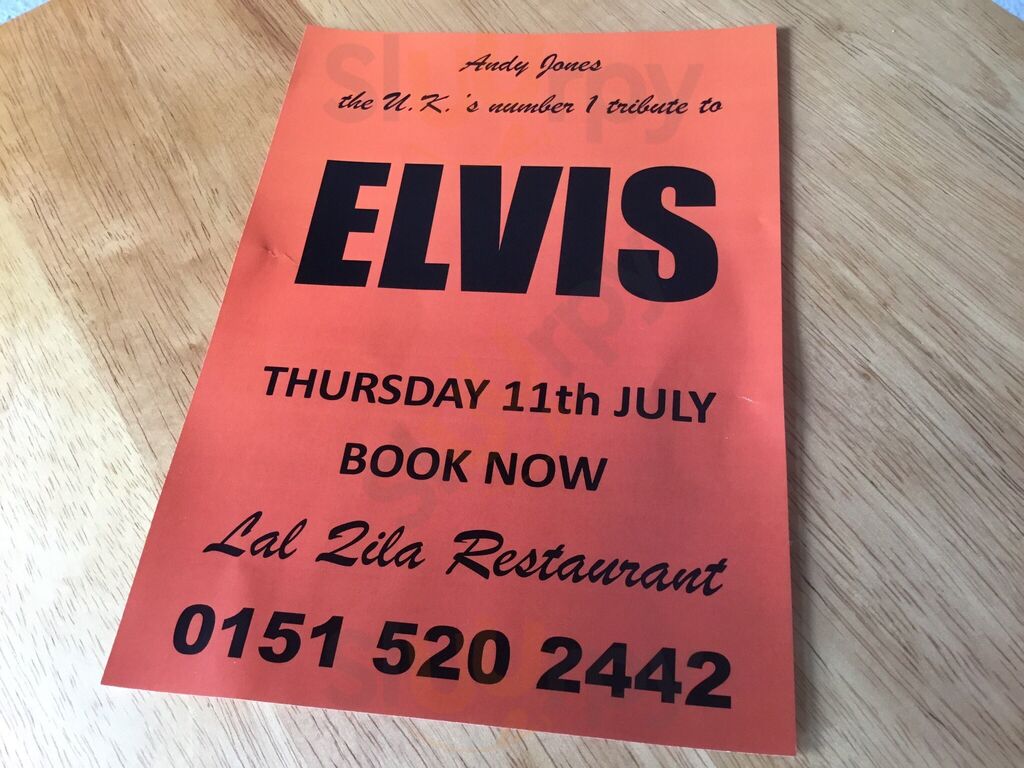 Andy Jones
the U.K.'s number 1 tribute to
ELVIS
THURSDAY 11th JULY
BOOK NOW
Lal Qila Restaurant
0151 520 2442
Slurrpy